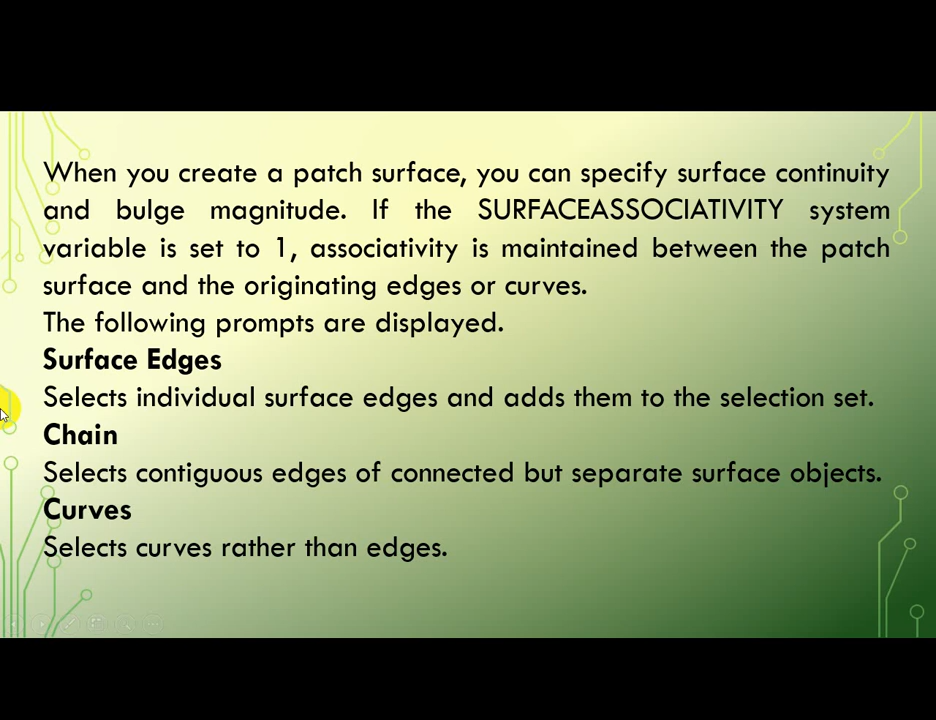 When you create a patch surface, you can specify surface continuity
and bulge magnitude. If the SURFACEASSOCIATIVITY system
variable is set to 1, associativity is maintained between the patch
surface and the originating edges or curves.
The following prompts are displayed.
Surface Edges
Selects individual surface edges and adds them to the selection set.
Chain
Selects contiguous edges of connected but separate surface objects.
Curves
Selects curves rather than edges.